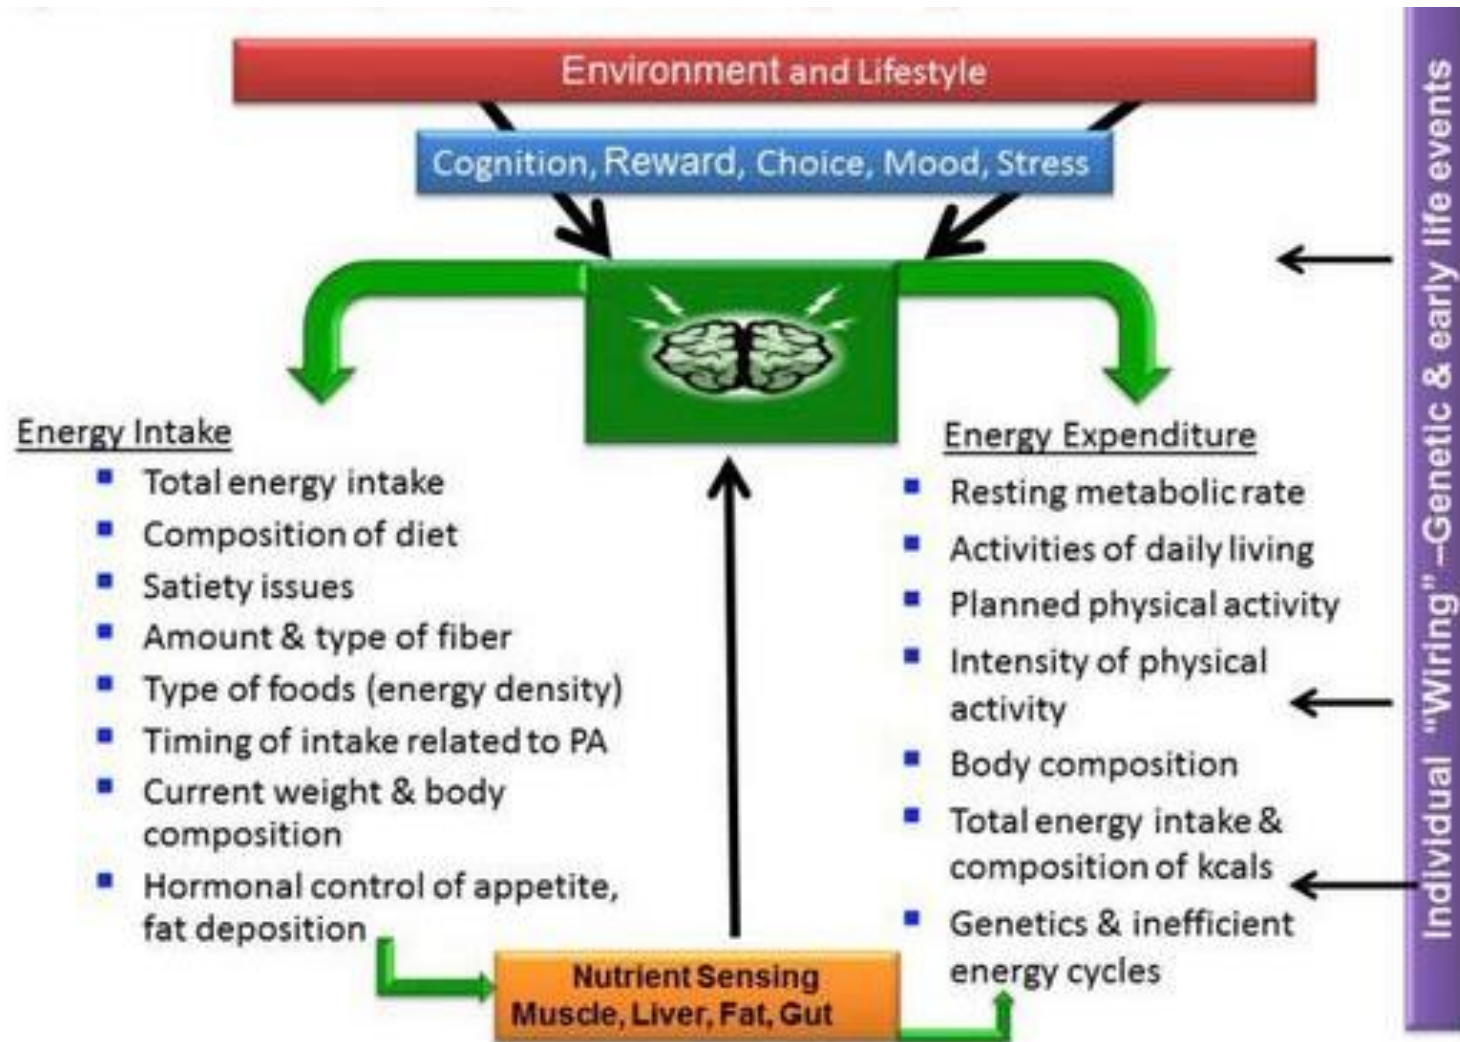 Environment and Lifestyle
Cognition, Reward, Choice, Mood, Stress
Energy Intake
Total energy intake
Composition of diet
Satiety issues
Amount & type of fiber
Type of foods (energy density)
Timing of intake related to PA
Current weight & body
composition
Hormonal control of appetite,
fat deposition
Energy Expenditure
Resting metabolic rate
Activities of daily living
Planned physical activity
Intensity of physical
activity
Body composition
Total energy intake &
composition of kcals
Genetics & inefficient
energy cycles
Nutrient Sensing
Muscle, Liver, Fat, Gut
Individual "Wiring" –Genetic & early life events